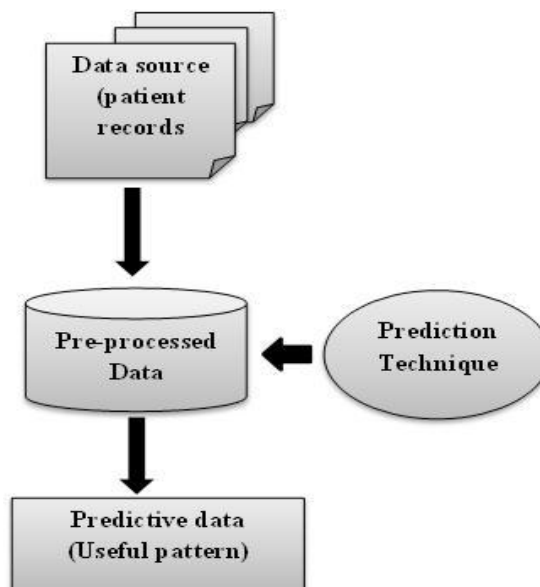 Data source
(patient
records
Pre-processed
Data
Prediction
Technique
Predictive data
(Useful pattern)